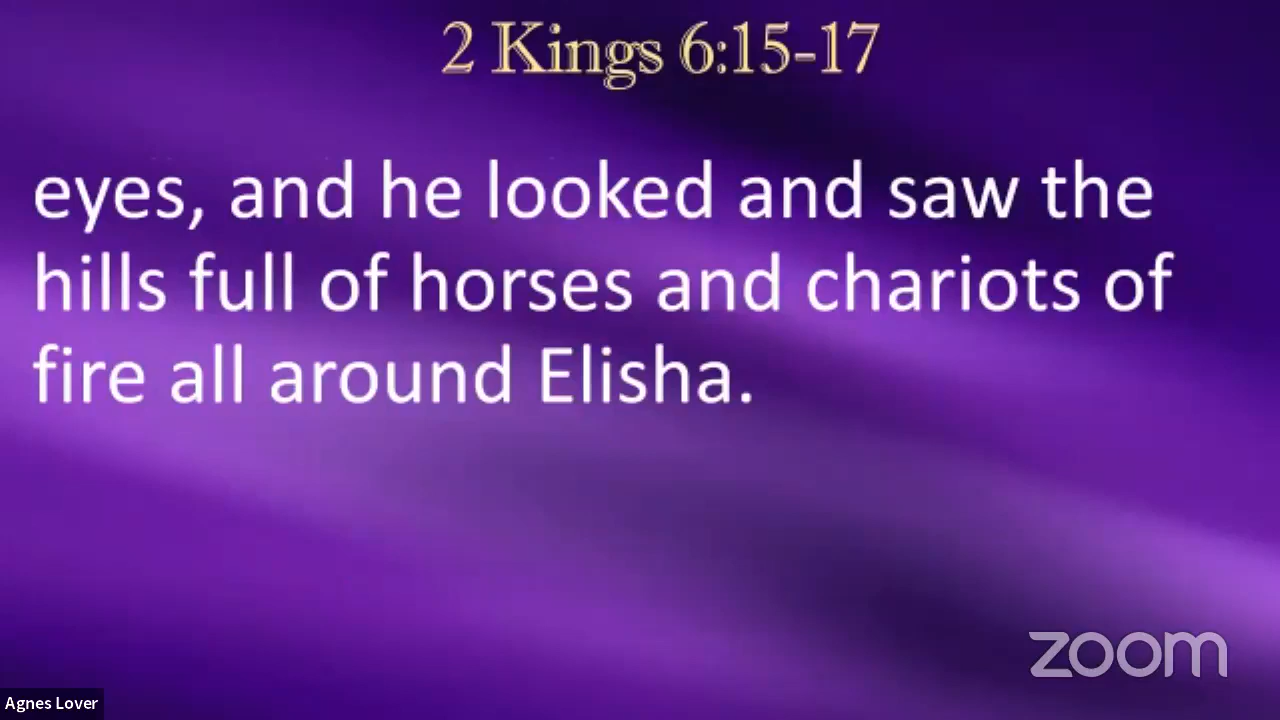 2 Kings 6:15-17
eyes, and he looked and saw the
hills full of horses and chariots of
fire all around Elisha.
zoom
Agnes Lover